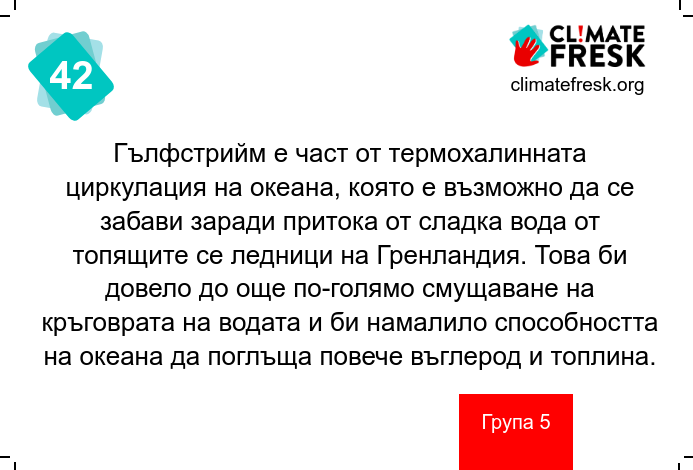 42
CL!MATE
FRESK
climatefresk.org
Гълфстрийм е част от термохалинната
циркулация на океана, която е възможно да се
забави заради притока от сладка вода от
топящите се ледници на Гренландия. Това би
довело до още по-голямо смущаване на
кръговрата на водата и би намалило способността
на океана да поглъща повече въглерод и топлина.
Група 5